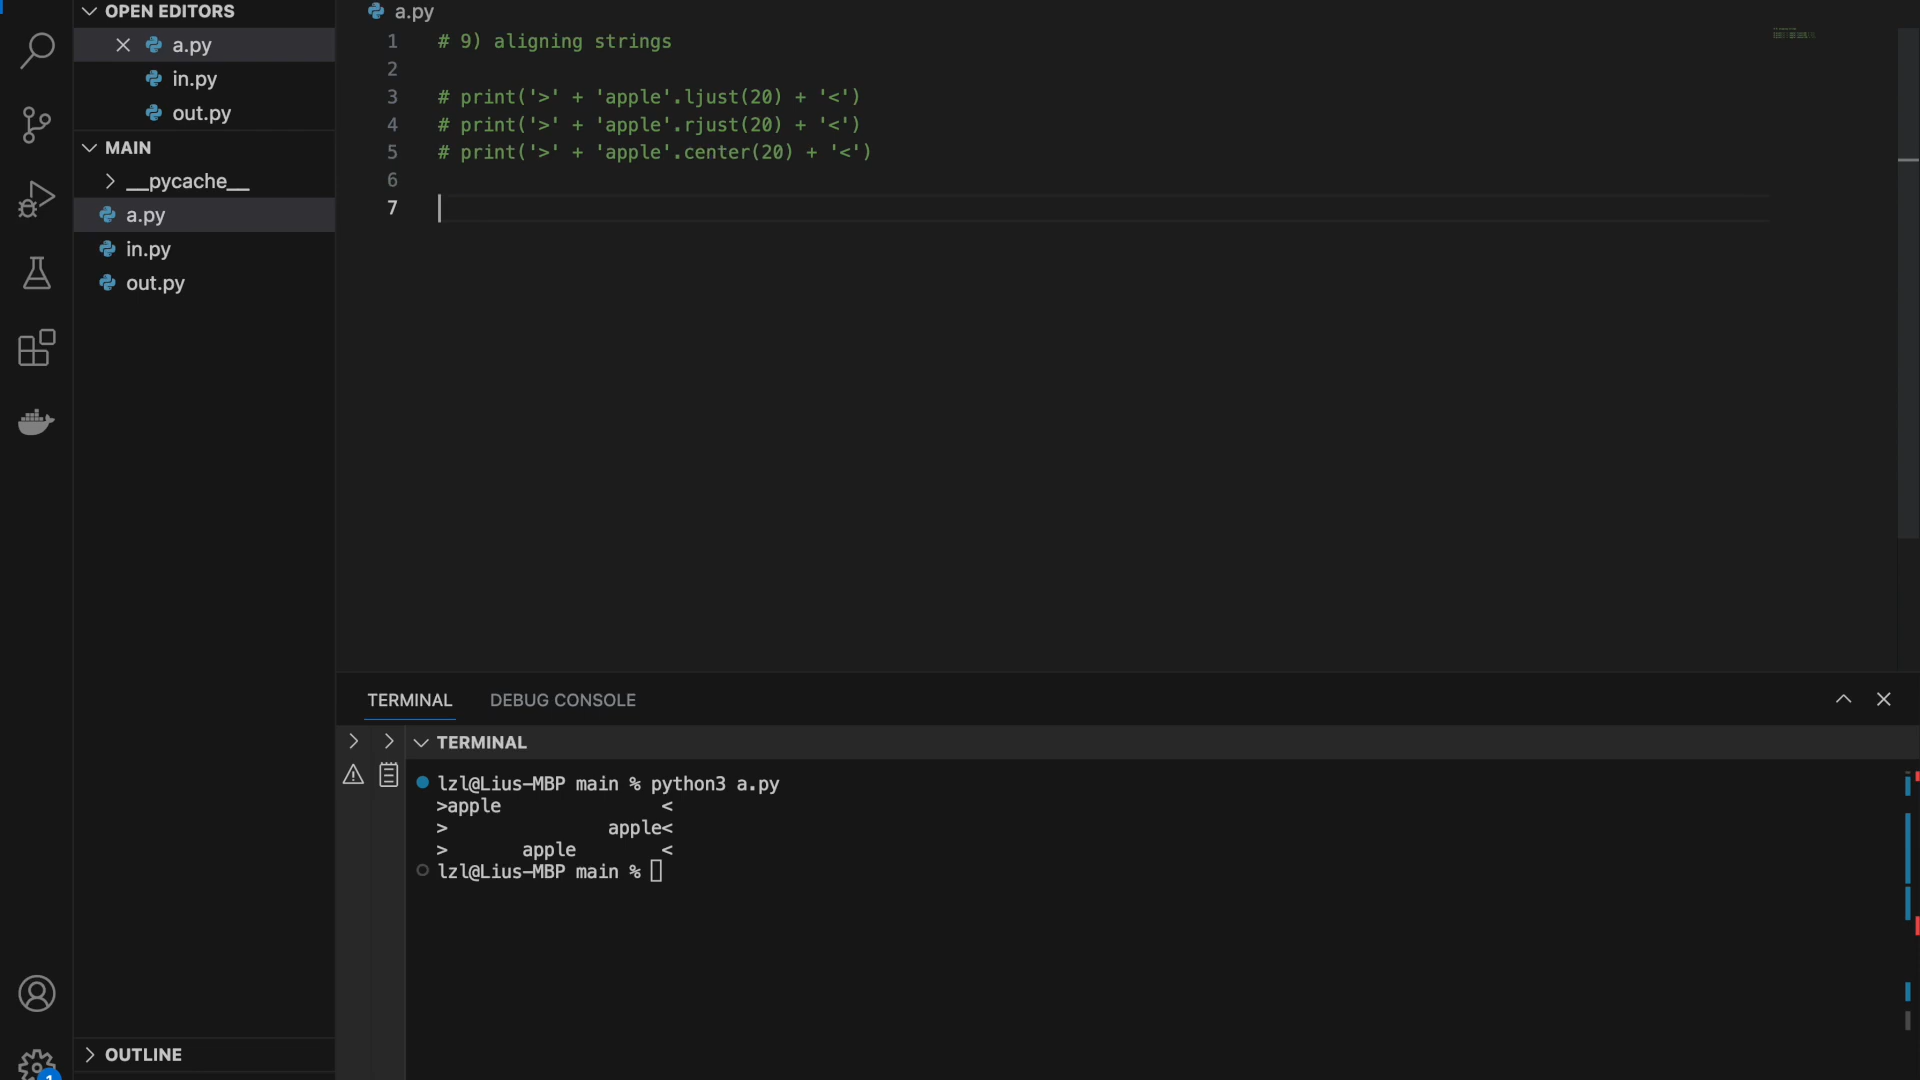 OPEN EDITORS
a.py
in.py
out.py
MAIN
__pycache__
a.py
in.py
out.py
OUTLINE
1
a.py
1 # 9) aligning strings
2
3 # print('>' + 'apple'.ljust(20) + '<')
4 # print('>' + 'apple'.rjust(20) + '<')
5 # print('>' + 'apple'.center(20) + '<')
6
7
TERMINAL DEBUG CONSOLE
TERMINAL
lzl@Lius-MBP main % python3 a.py
>apple               <
>               apple<
>       apple        <
lzl@Lius-MBP main %